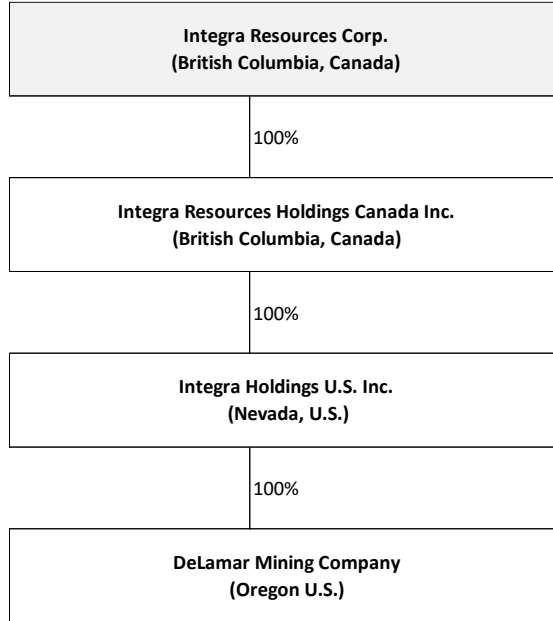 Integra Resources Corp.
(British Columbia, Canada)
100%
Integra Resources Holdings Canada Inc.
(British Columbia, Canada)
100%
Integra Holdings U.S. Inc.
(Nevada, U.S.)
100%
DeLamar Mining Company
(Oregon U.S.)